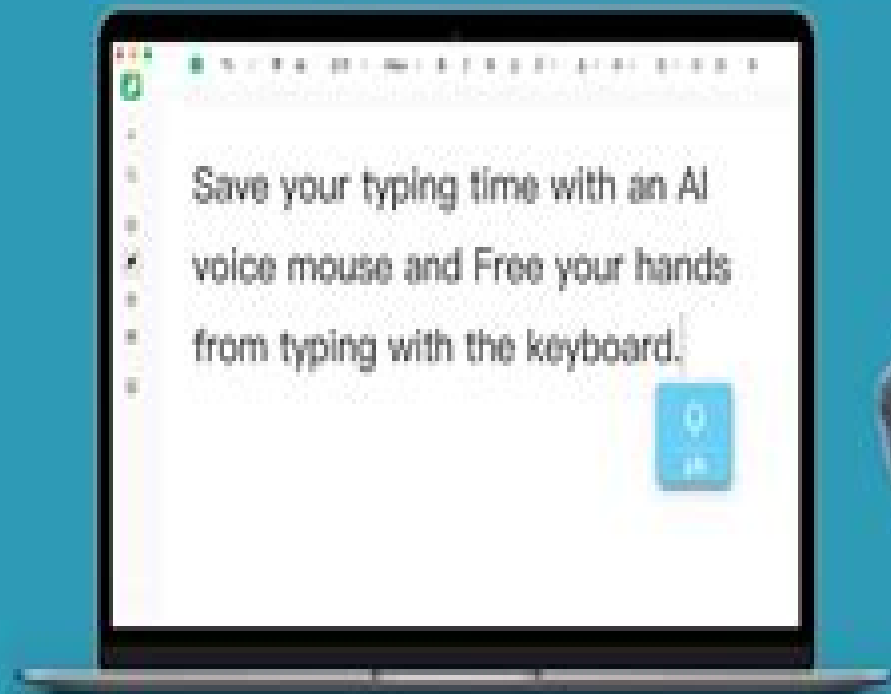 Save your typing time with an AI
voice mouse and Free your hands
from typing with the keyboard.